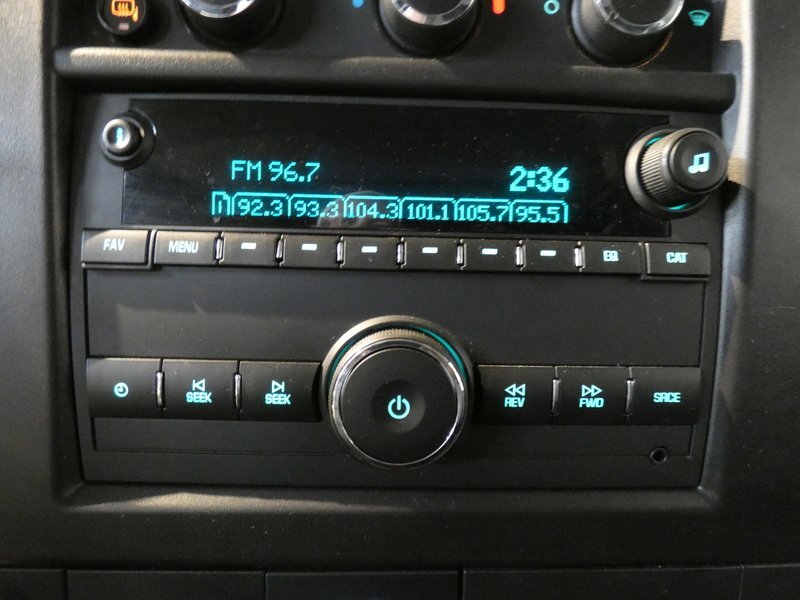 FM 96.7 2:36
92.3 93.3 104.3 101.1 105.7 95.5
FAV MENU EQ CAT
SEEK SEEK REV FWD SRCE